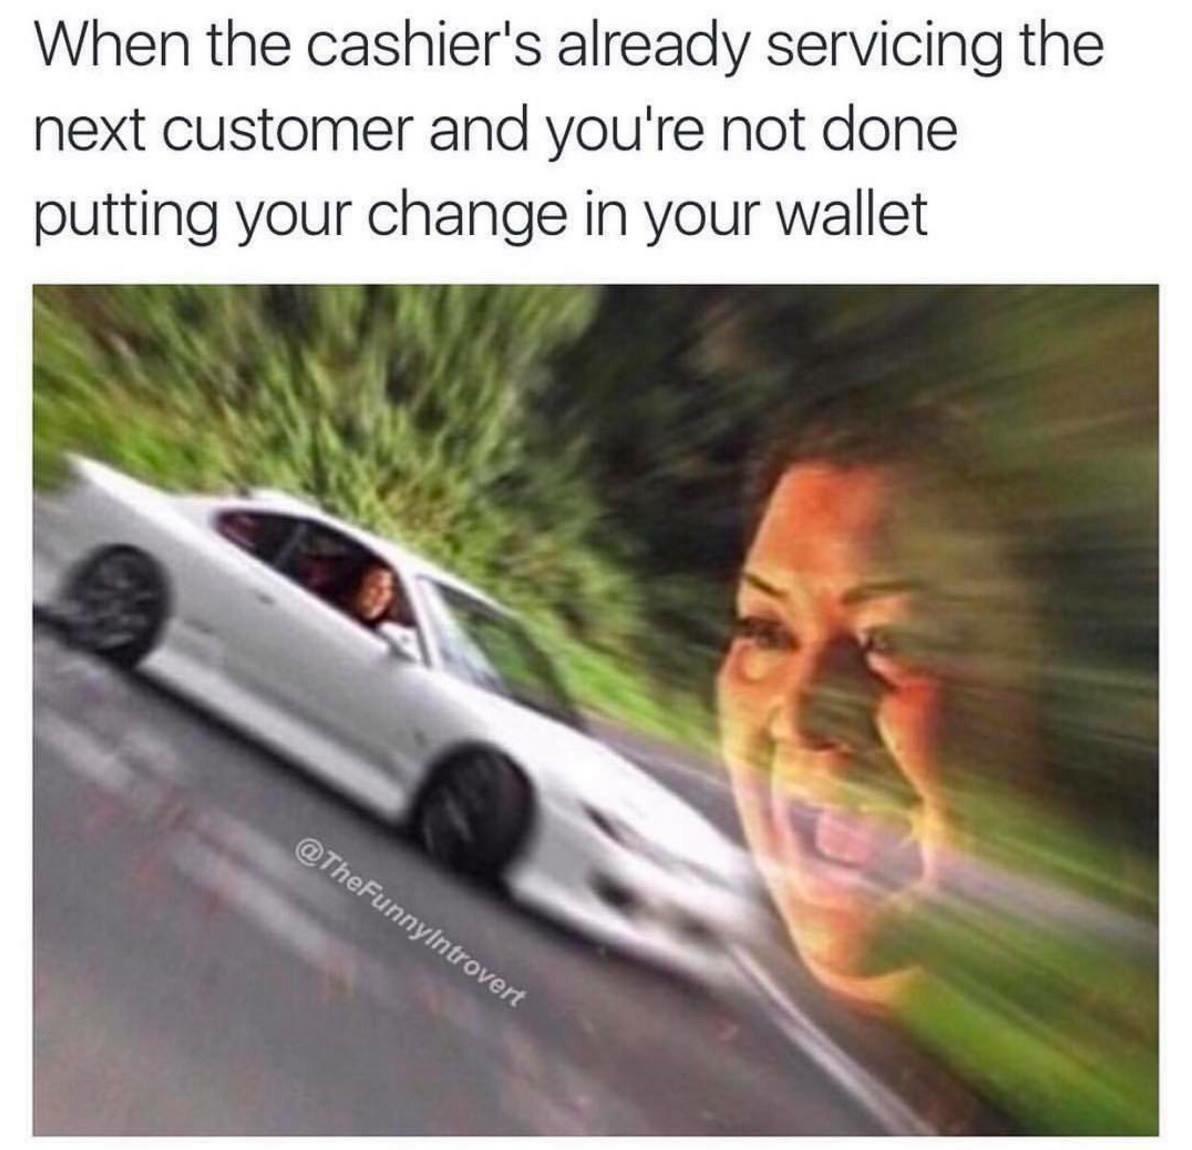 When the cashier's already servicing the
next customer and you're not done
putting your change in your wallet
@TheFunnyIntrovert